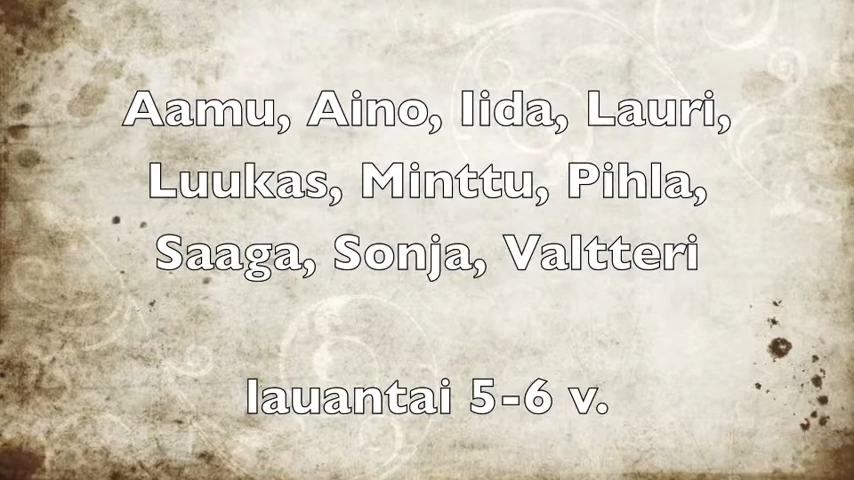 Aamu, Aino, Iida, Lauri,
Luukas, Minttu, Pihla,
Saaga, Sonja, Valtteri
lauantai 5-6 v.